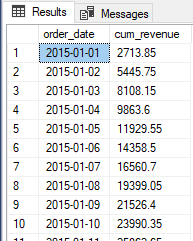 Results Messages
order_date cum_revenue
1 2015-01-01 2713.85
2 2015-01-02 5445.75
3 2015-01-03 8108.15
4 2015-01-04 9863.6
5 2015-01-05 11929.55
6 2015-01-06 14358.5
7 2015-01-07 16560.7
8 2015-01-08 19399.05
9 2015-01-09 21526.4
10 2015-01-10 23990.35